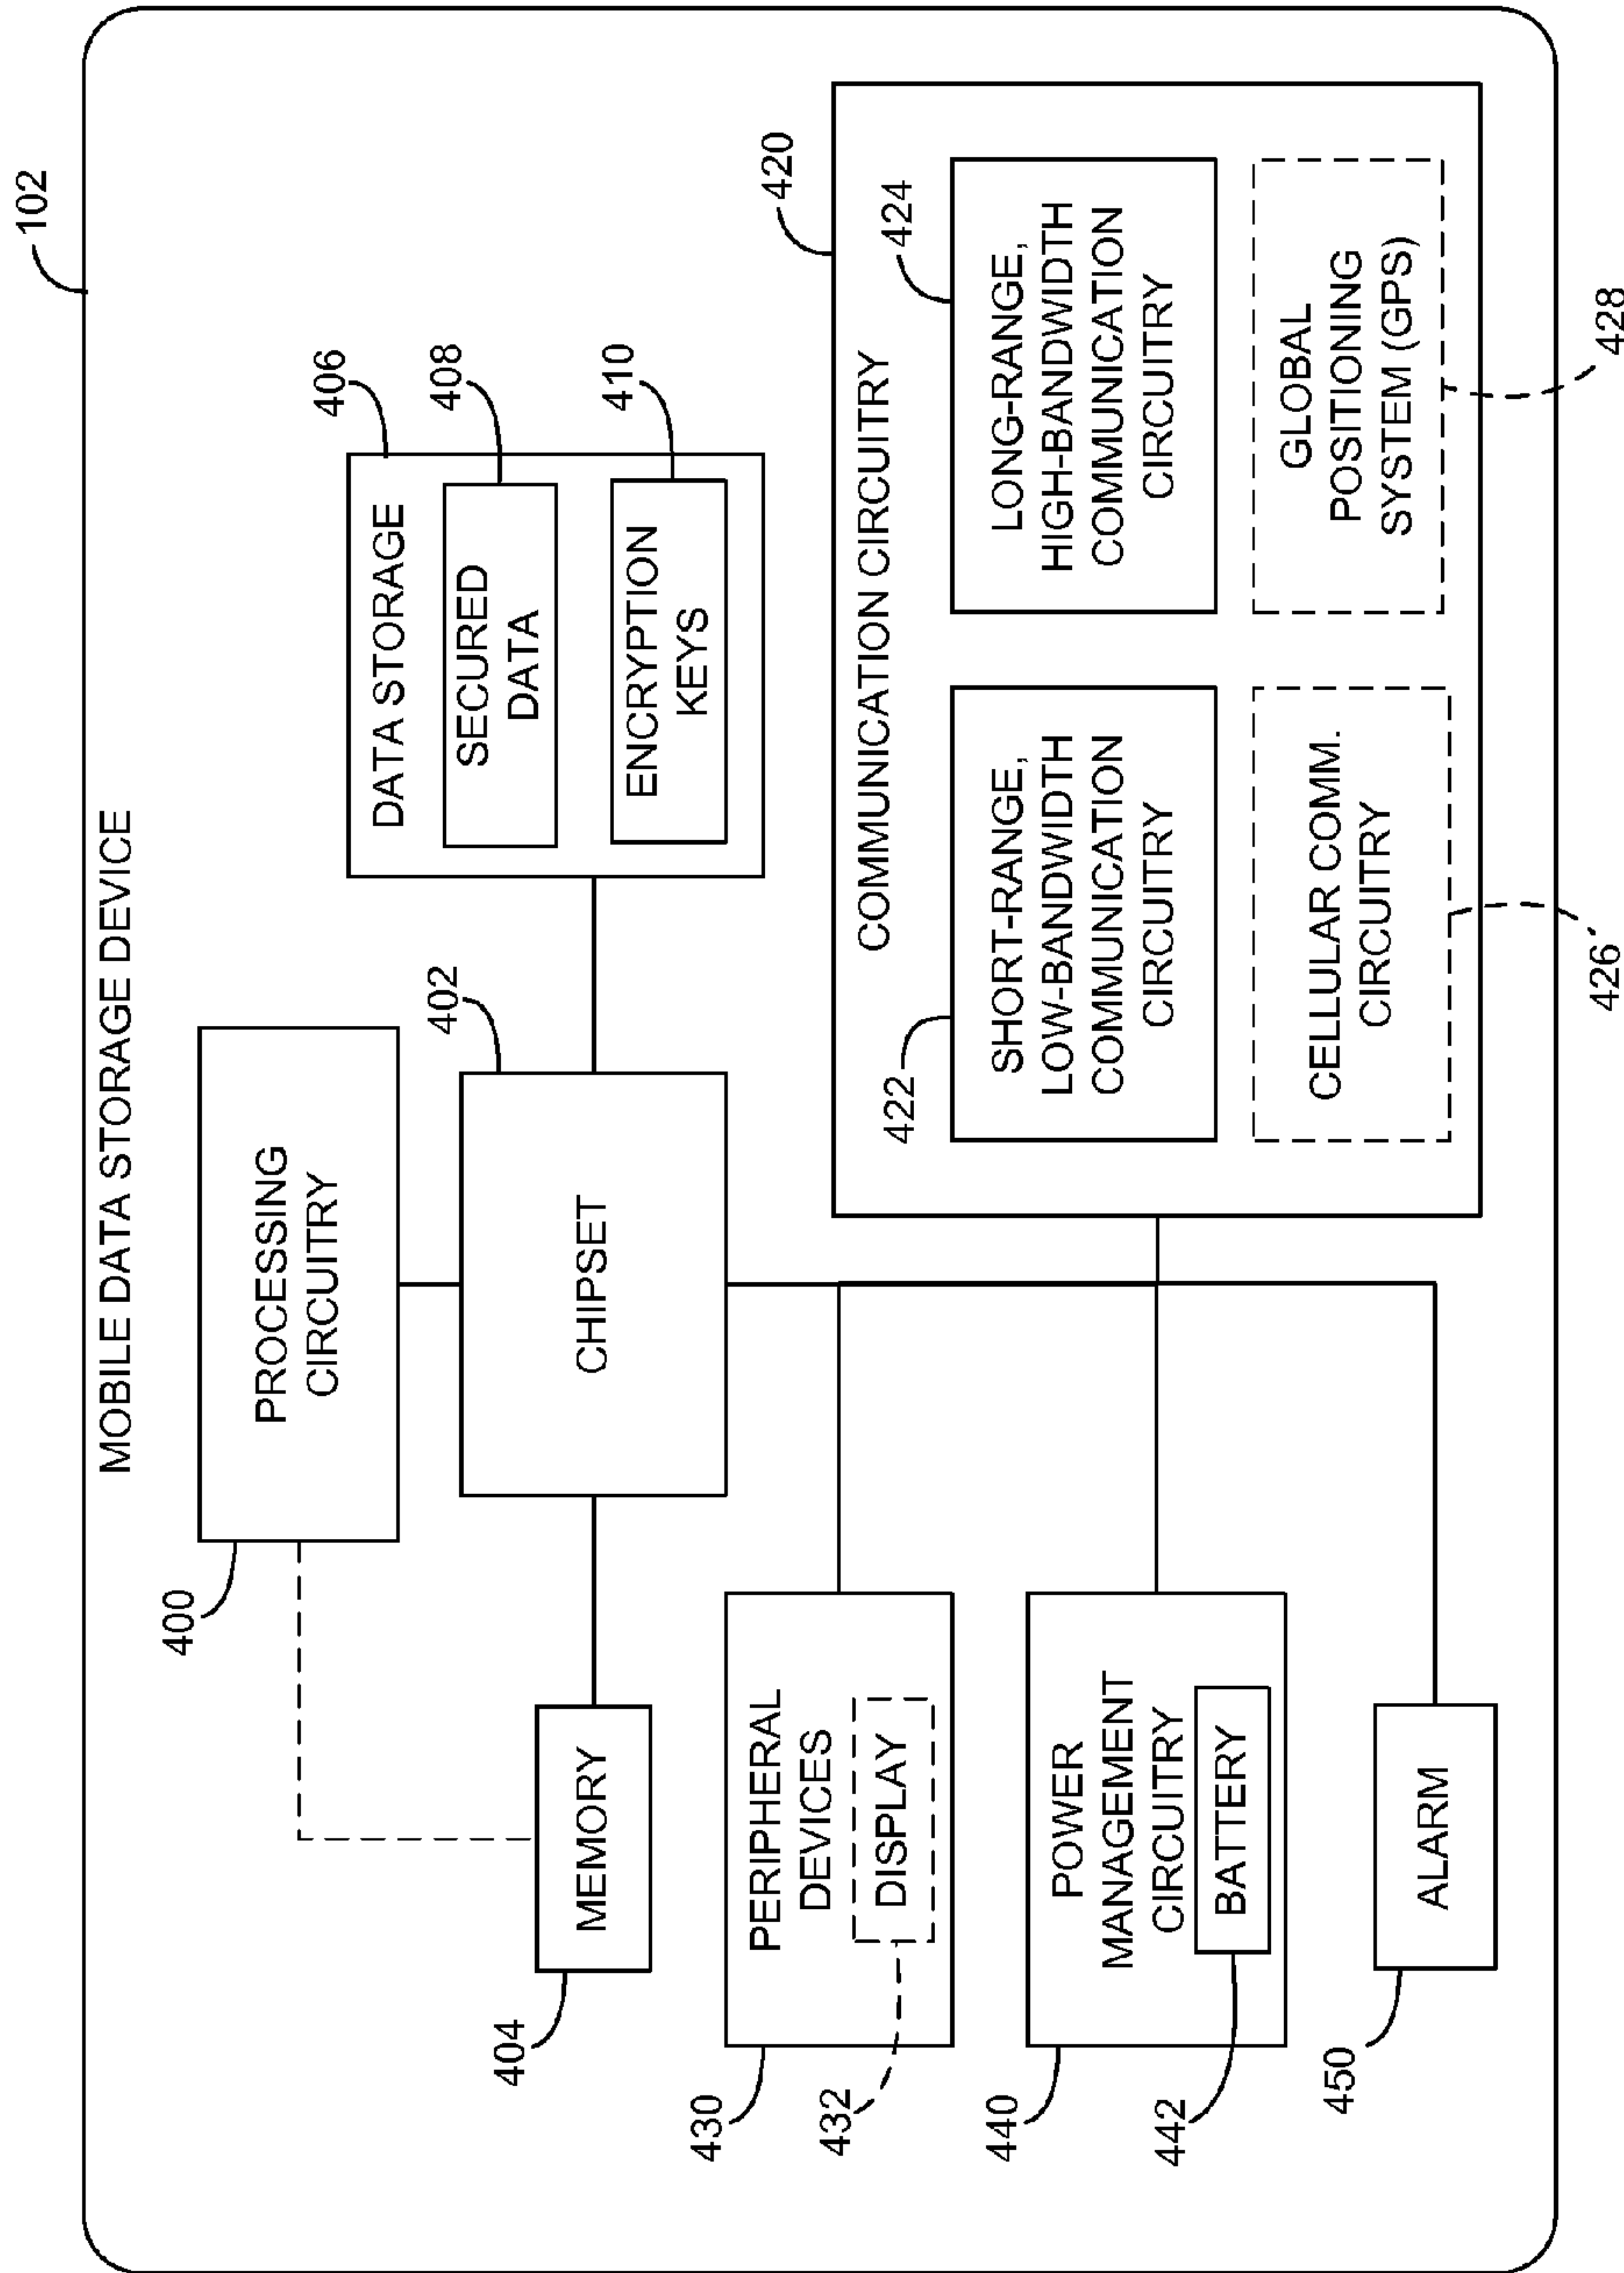 102
MOBILE DATA STORAGE DEVICE
400
PROCESSING
CIRCUITRY
402
CHIPSET
404
MEMORY
406
DATA STORAGE
408
SECURED
DATA
410
ENCRYPTION
KEYS
430
PERIPHERAL
DEVICES
432
DISPLAY
440
POWER
MANAGEMENT
CIRCUITRY
442
BATTERY
450
ALARM
420
COMMUNICATION CIRCUITRY
422
SHORT-RANGE,
LOW-BANDWIDTH
COMMUNICATION
CIRCUITRY
424
LONG-RANGE,
HIGH-BANDWIDTH
COMMUNICATION
CIRCUITRY
CELLULAR COMM.
CIRCUITRY
426
GLOBAL
POSITIONING
SYSTEM (GPS)
428